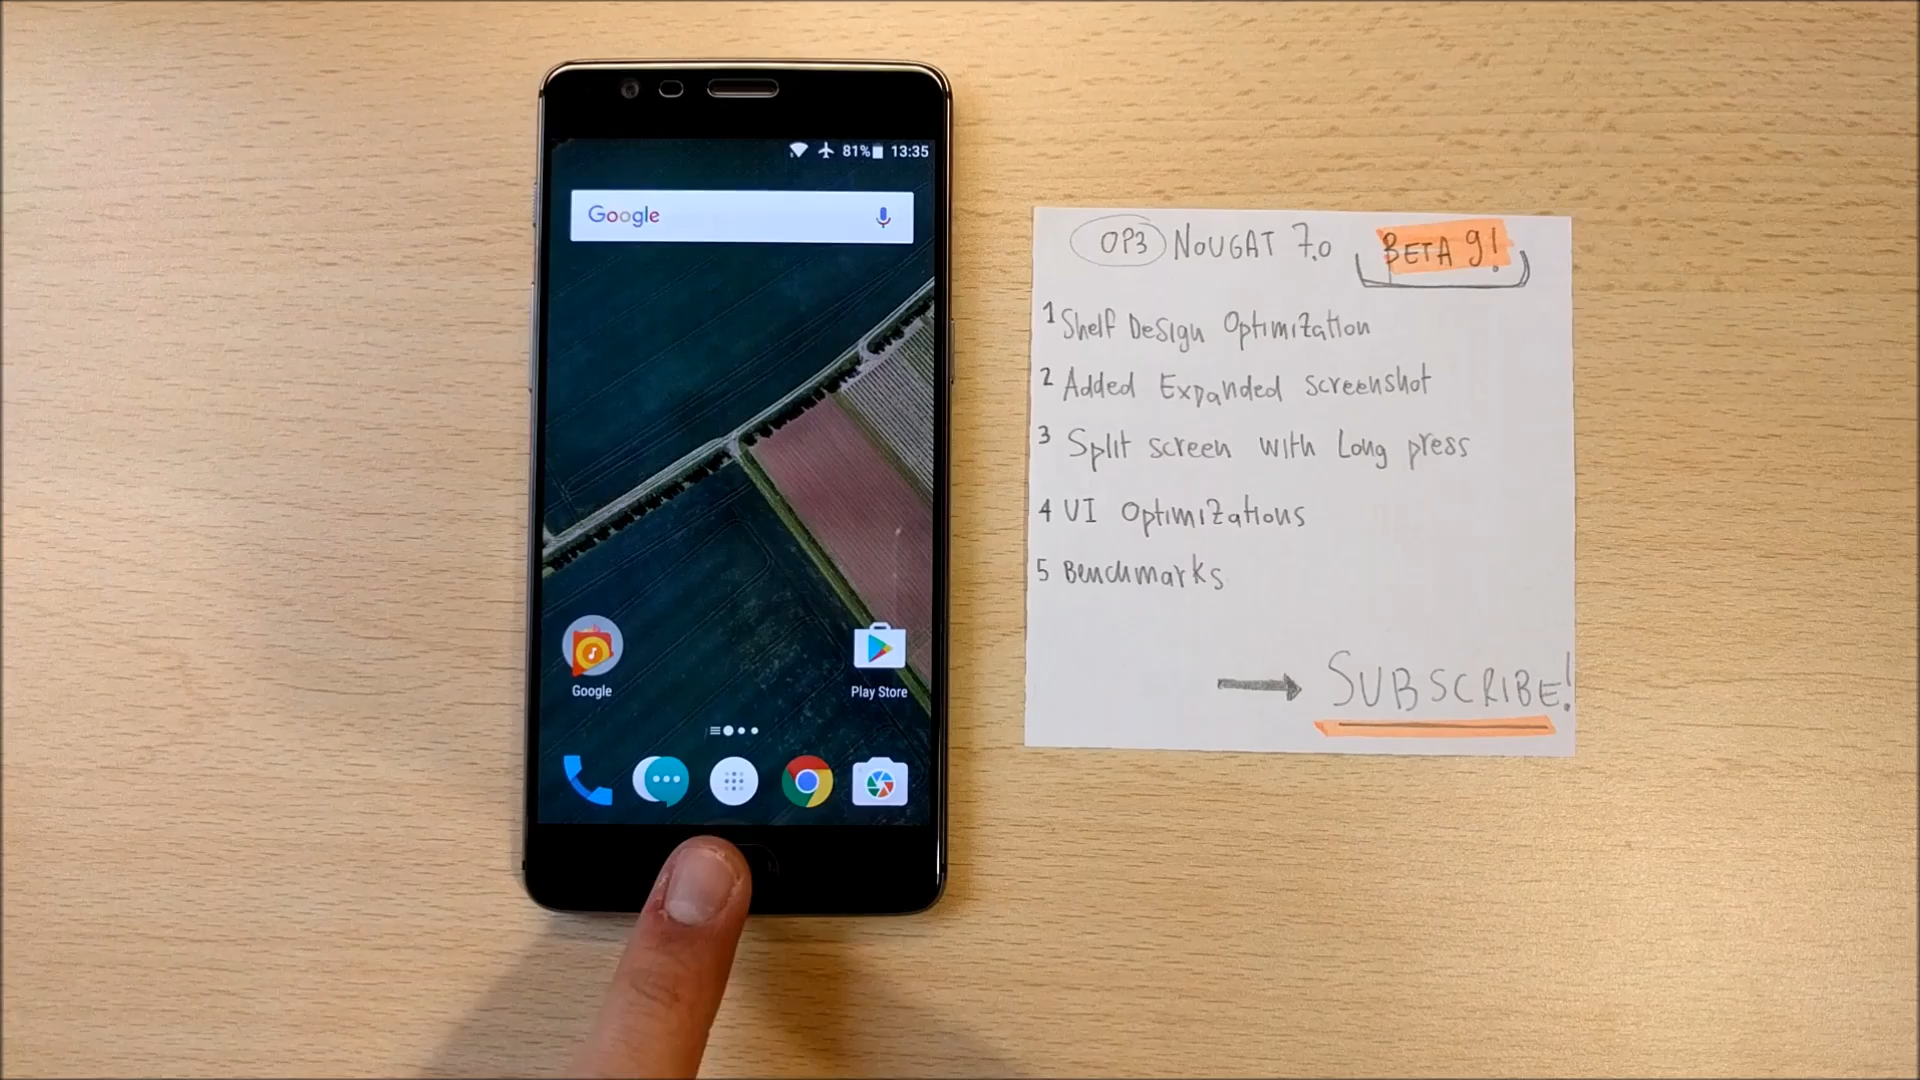 81% 13:35
Google
Google
Play Store
OP3 NOUGAT 7.0 BETA 9!
1 Shelf Design Optimization
2 Added Expanded screenshot
3 Split screen with Long press
4 UI Optimizations
5 Benchmarks
SUBSCRIBE!